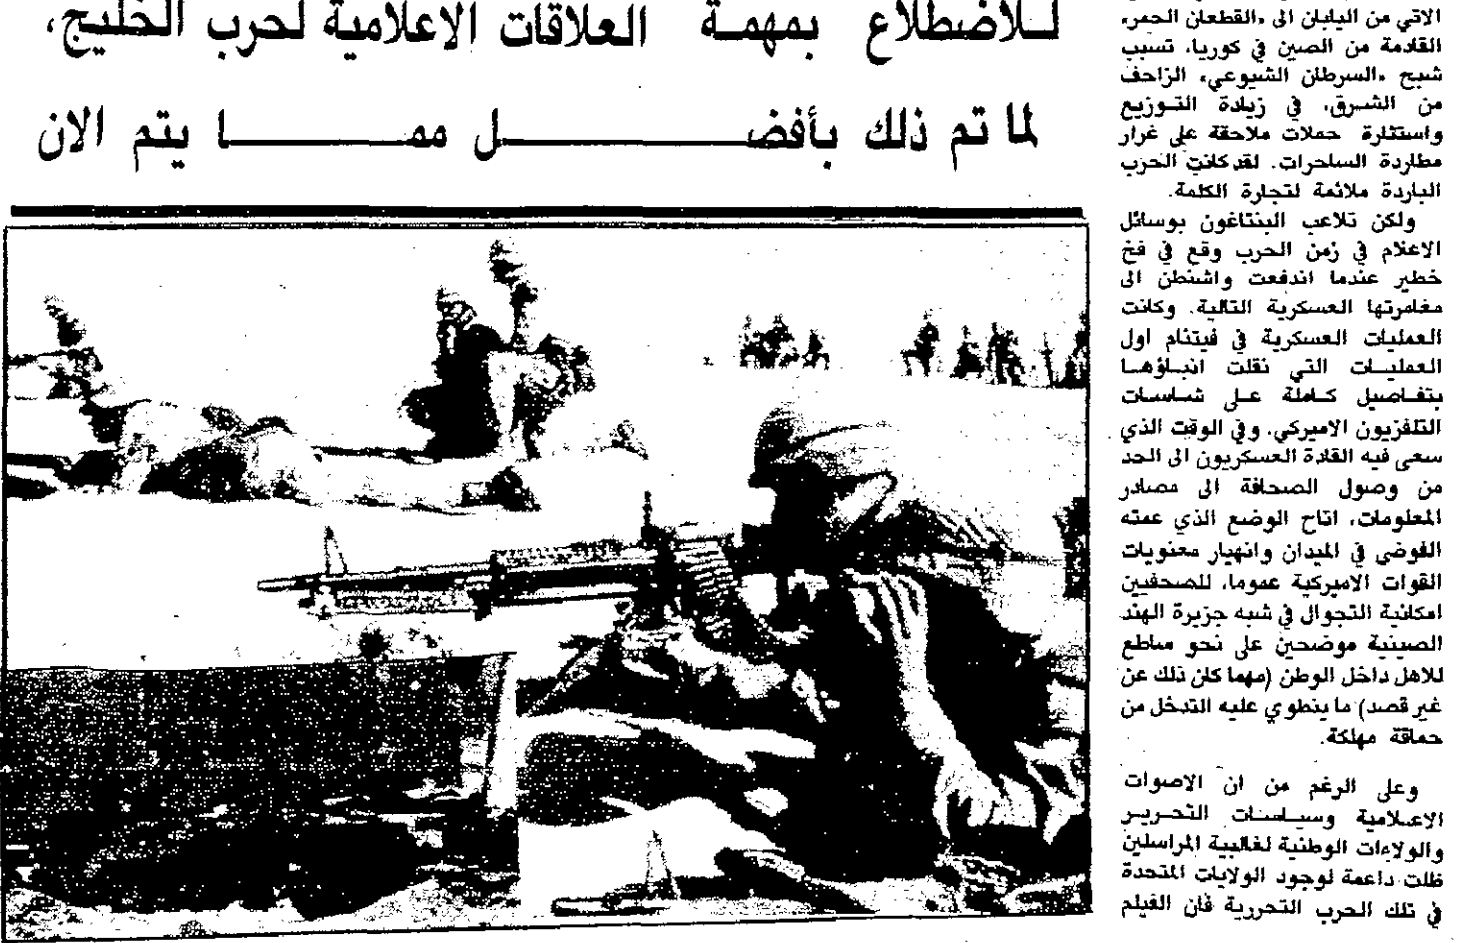 للاضطلاع بمهمة العلاقات الاعلامية لحرب الخليج،
لما تم ذلك بأفضل مما يتم الان
الاتي من اليابان الى «القطعان الحمر»
القادمة من الصين في كوريا، تسبب
شبح «السرطان الشيوعي» الزاحف
من الشرق، في زيادة التوزيع
واستثارة حملات ملاحقة على غرار
مطاردة الساحرات. لقد كانت الحرب
الباردة ملائمة لتجارة الكلمة.
ولكن تلاعب البنتاغون بوسائل
الاعلام في زمن الحرب وقع في فخ
خطير عندما اندفعت واشنطن الى
مغامرتها العسكرية التالية. وكانت
العمليات العسكرية في فيتنام اول
العمليات التي نقلت انباؤها
بتفاصيل كاملة على شاسات
التلفزيون الاميركي. وفي الوقت الذي
سعى فيه القادة العسكريون الى الحد
من وصول الصحافة الى مصادر
المعلومات، اتاح الوضع الذي عمته
الفوضى في الميدان وانهيار معنويات
القوات الاميركية عموما، للصحفيين
امكانية التجوال في شبه جزيرة الهند
الصينية موضحين على نحو ساطع
للاهل داخل الوطن (مهما كان ذلك عن
غير قصد) ما ينطوي عليه التدخل من
حماقة مهلكة.
وعلى الرغم من ان الاصوات
الاعلامية وسياسات التحرير
والولاءات الوطنية لغالبية المراسلين
ظلت داعمة لوجود الولايات المتحدة
في تلك الحرب التحررية فان الفيلم